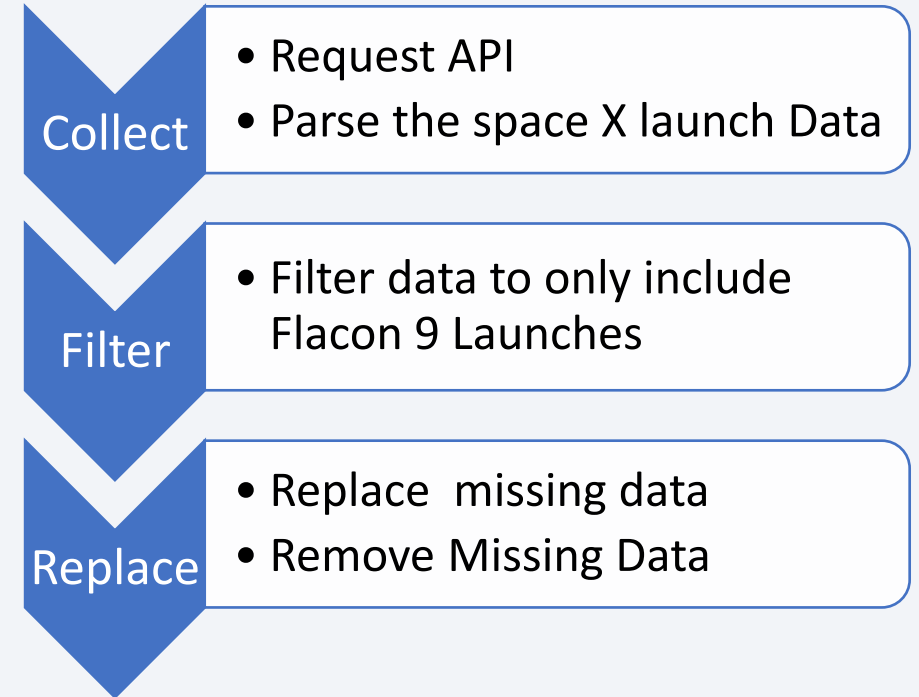 Collect
• Request API
• Parse the space X launch Data
Filter
• Filter data to only include
Flacon 9 Launches
Replace
• Replace  missing data
• Remove Missing Data